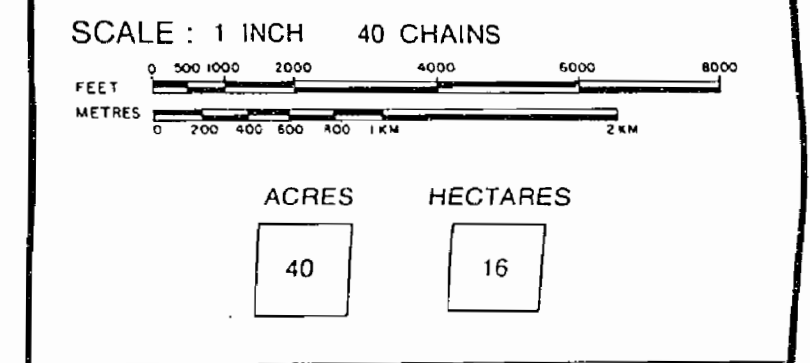 SCALE : 1 INCH 40 CHAINS
0 500 1000 2000 4000 6000 8000
FEET
METRES
0 200 400 600 800 1 KM 2 KM
ACRES HECTARES
40 16